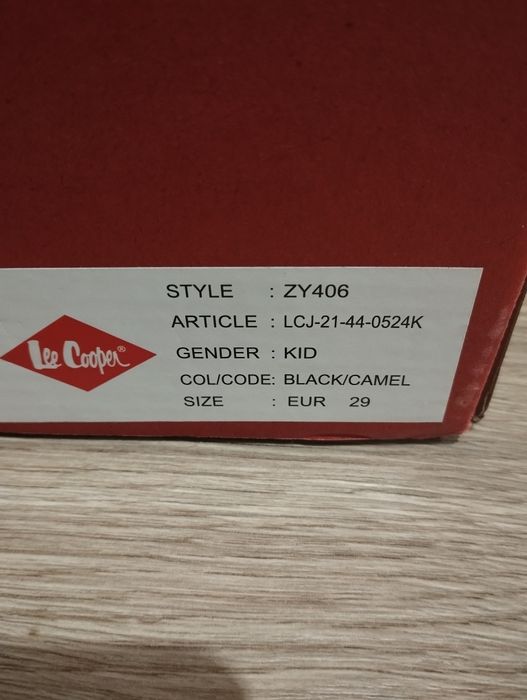 STYLE : ZY406
ARTICLE : LCJ-21-44-0524K
Lee Cooper®
GENDER : KID
COL/CODE: BLACK/CAMEL
SIZE : EUR 29